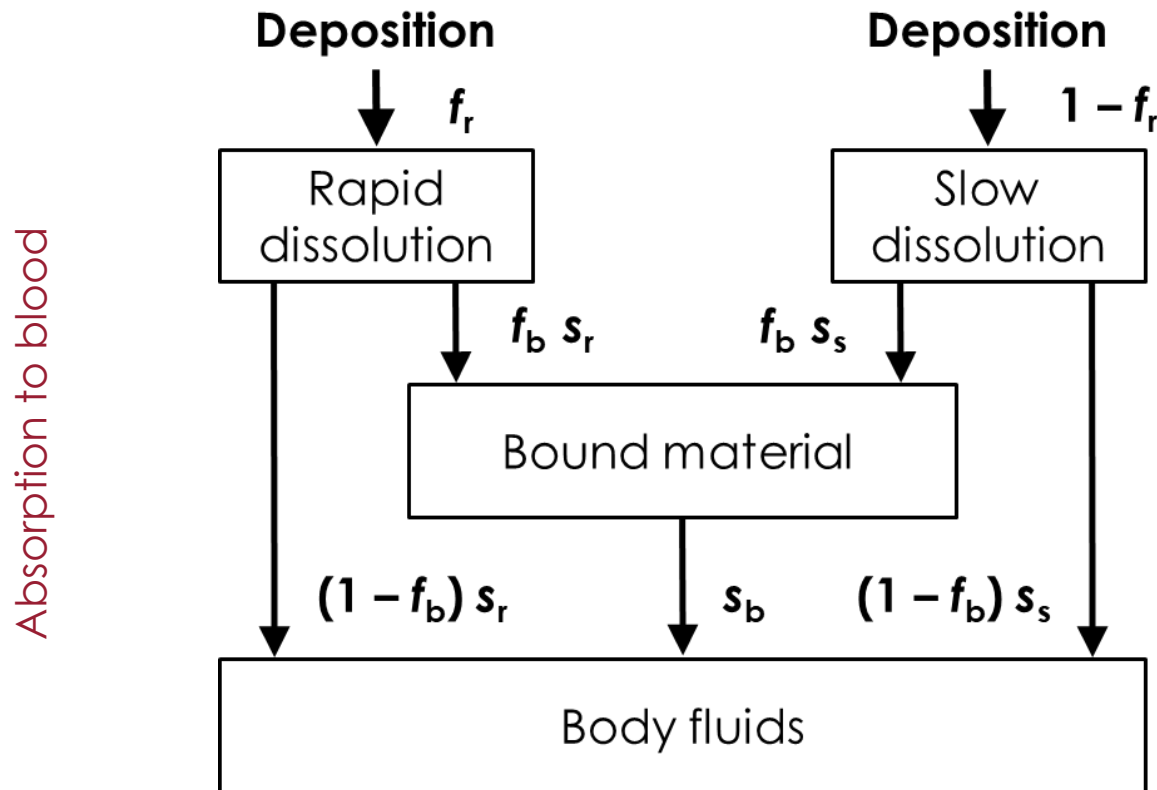 Deposition
Deposition
fr
1 – fr
Rapid
dissolution
Slow
dissolution
Absorption to blood
fb sr
fb ss
Bound material
(1 – fb) sr
sb
(1 – fb) ss
Body fluids